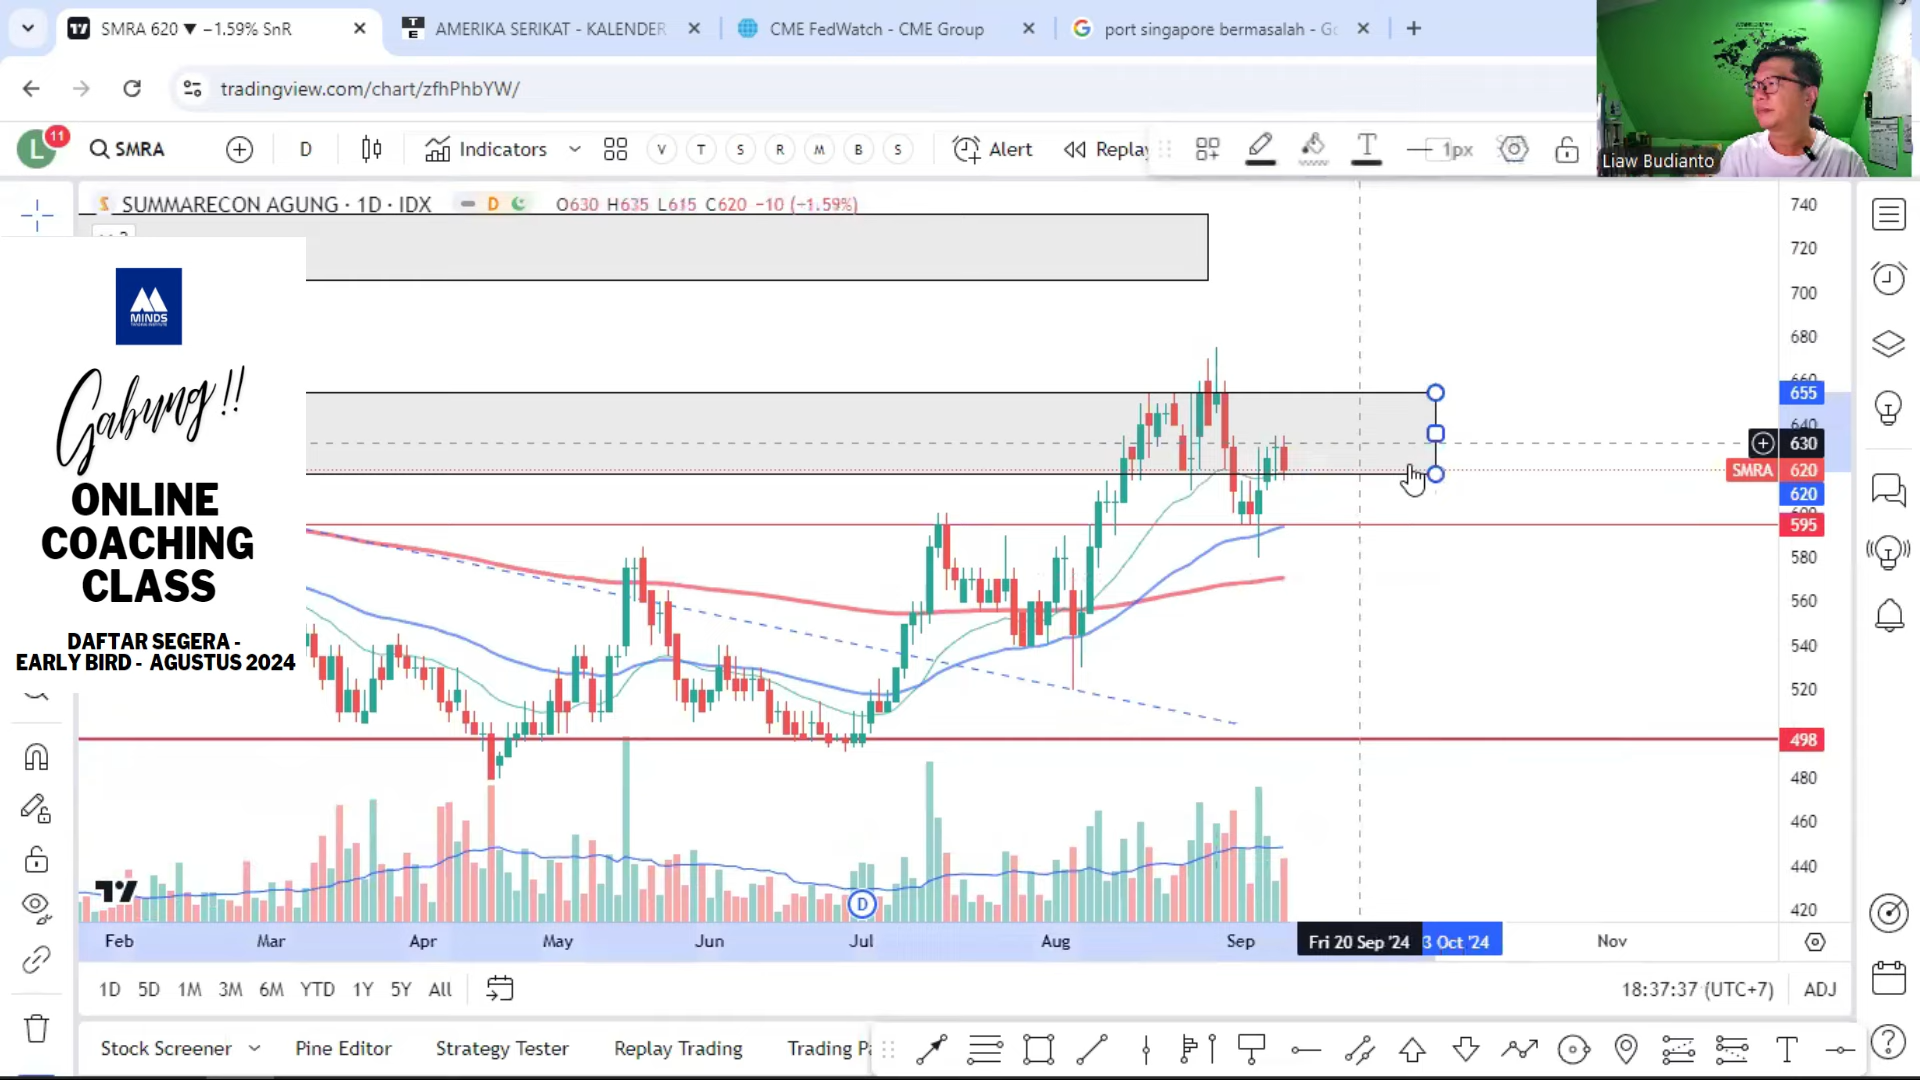 SMRA 620 ▼ −1.59% SnR
AMERIKA SERIKAT - KALENDER
CME FedWatch - CME Group
port singapore bermasalah - Go
tradingview.com/chart/zfhPhbYW/
L
11
SMRA
D
Indicators
V
T
S
R
M
B
S
Alert
Replay
T
1px
Liaw Budianto
SUMMARECON AGUNG · 1D · IDX
D
O630 H635 L615 C620 −10 (−1.59%)
MINDS
Gabung !!
ONLINE
COACHING
CLASS
DAFTAR SEGERA -
EARLY BIRD - AGUSTUS 2024
740
720
700
680
655
640
630
SMRA 620
620
595
580
560
540
520
498
480
460
440
420
D
Feb
Mar
Apr
May
Jun
Jul
Aug
Sep
Fri 20 Sep '24
3 Oct '24
Nov
1D
5D
1M
3M
6M
YTD
1Y
5Y
All
18:37:37 (UTC+7)
ADJ
Stock Screener
Pine Editor
Strategy Tester
Replay Trading
Trading Pa
T